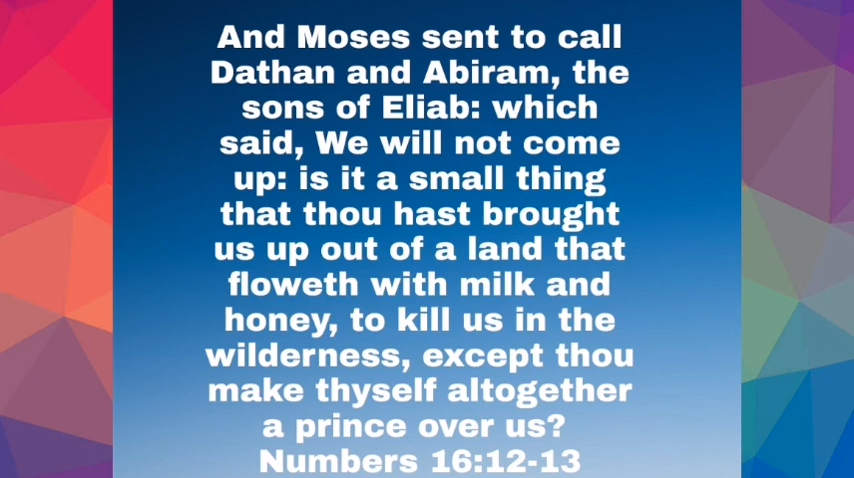 And Moses sent to call
Dathan and Abiram, the
sons of Eliab: which
said, We will not come
up: is it a small thing
that thou hast brought
us up out of a land that
floweth with milk and
honey, to kill us in the
wilderness, except thou
make thyself altogether
a prince over us?
Numbers 16:12-13